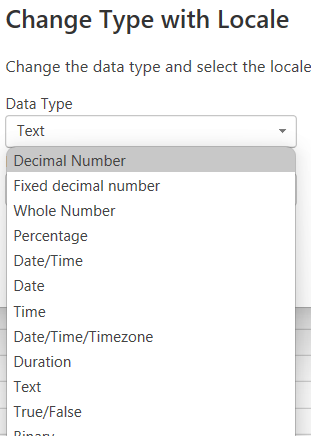 Change Type with Locale
Change the data type and select the locale
Data Type
Text
Decimal Number
Fixed decimal number
Whole Number
Percentage
Date/Time
Date
Time
Date/Time/Timezone
Duration
Text
True/False
Binary